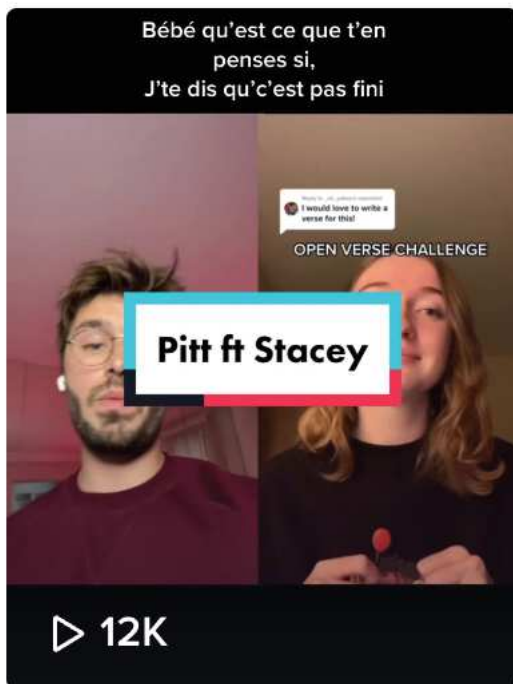 Bébé qu’est ce que t’en
penses si,
J’te dis qu’c’est pas fini
I would love to write a
verse for this!
OPEN VERSE CHALLENGE
Pitt ft Stacey
12K